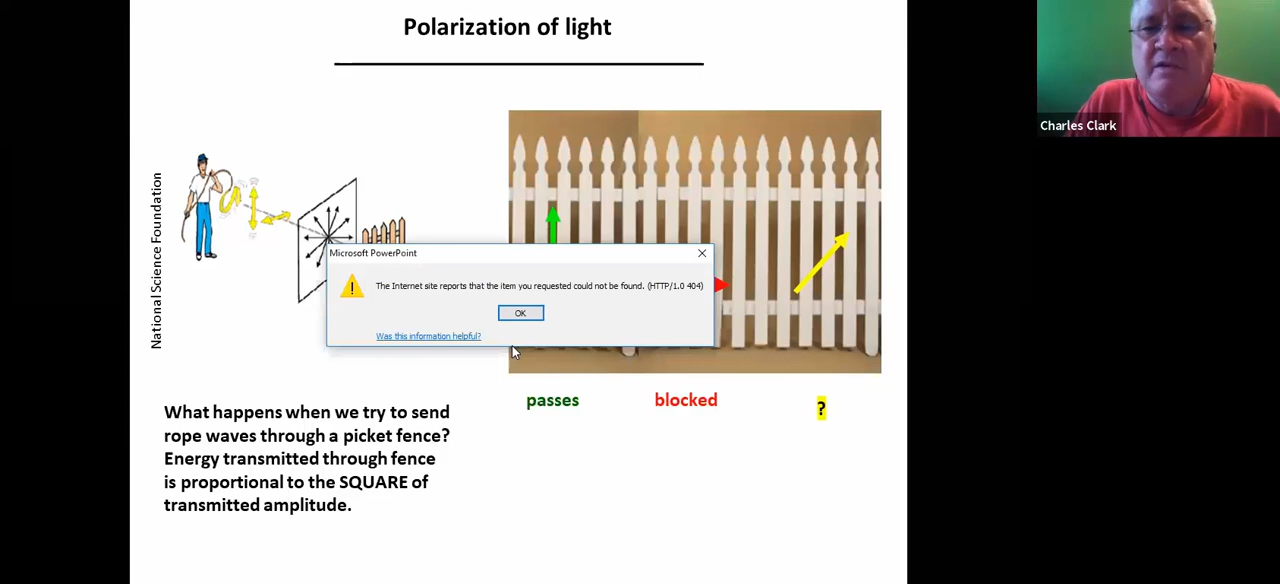 Polarization of light
Charles Clark
National Science Foundation
Microsoft PowerPoint
The Internet site reports that the item you requested could not be found. (HTTP/1.0 404)
OK
Was this information helpful?
passes
blocked
?
What happens when we try to send
rope waves through a picket fence?
Energy transmitted through fence
is proportional to the SQUARE of
transmitted amplitude.